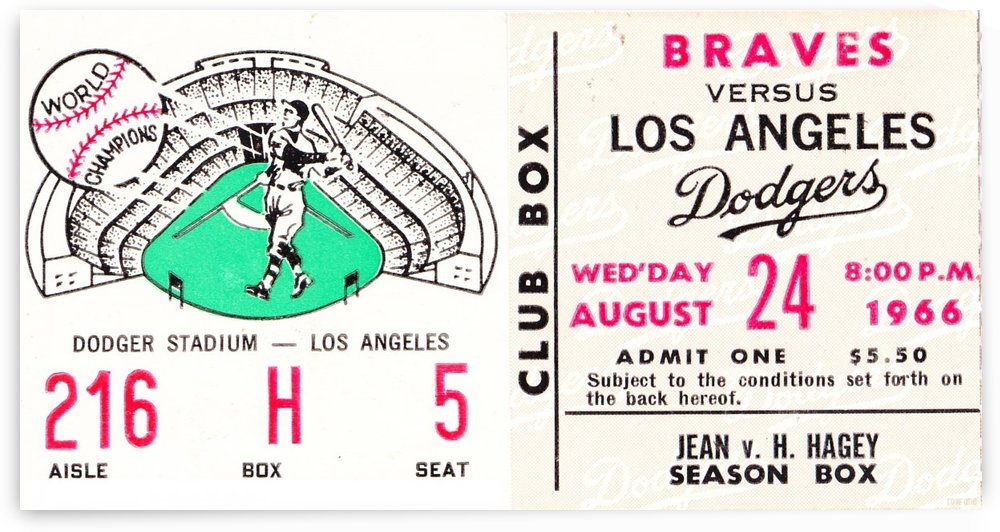 WORLD
CHAMPIONS
DODGER STADIUM — LOS ANGELES
216 H 5
AISLE BOX SEAT
CLUB BOX
BRAVES
VERSUS
LOS ANGELES
Dodgers
WED'DAY 24 8:00 P.M.
AUGUST 1966
ADMIT ONE $5.50
Subject to the conditions set forth on
the back hereof.
JEAN v. H. HAGEY
SEASON BOX